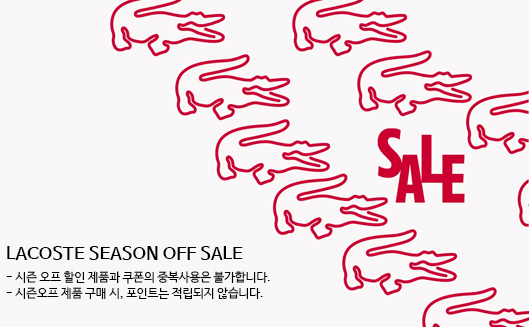 SALE
LACOSTE SEASON OFF SALE
- 시즌 오프 할인 제품과 쿠폰의 중복사용은 불가합니다.
- 시즌오프 제품 구매 시, 포인트는 적립되지 않습니다.